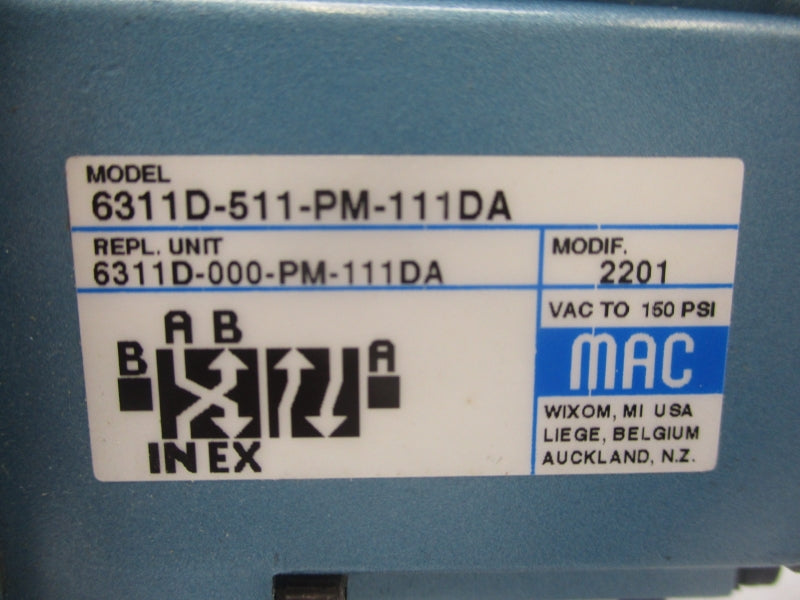 MODEL
6311D-511-PM-111DA
REPL. UNIT
6311D-000-PM-111DA
MODIF.
2201
VAC TO 150 PSI
MAC
WIXOM, MI USA
LIEGE, BELGIUM
AUCKLAND, N.Z.
A B
B A
IN EX